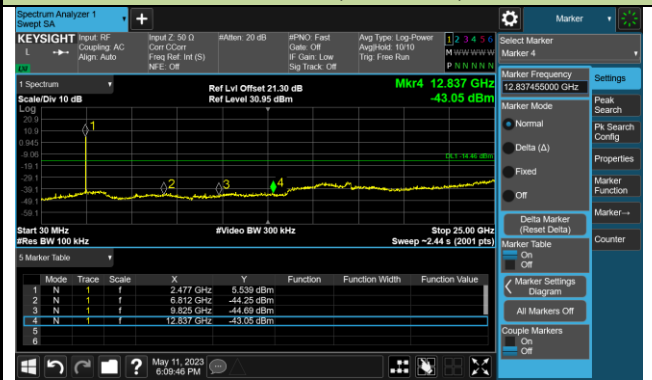 Spectrum Analyzer 1
Swept SA
Marker
KEYSIGHT
L
Input: RF
Coupling: AC
Align: Auto
Input Z: 50 Ω
Corr CCorr
Freq Ref: Int (S)
NFE: Off
#Atten: 20 dB
#PNO: Fast
Gate: Off
IF Gain: Low
Sig Track: Off
Avg Type: Log-Power
Avg|Hold: 10/10
Trig: Free Run
1 2 3 4 5 6
M W W W W W
P N N N N N
Select Marker
Marker 4
1 Spectrum
Scale/Div 10 dB
Log
Ref Lvl Offset 21.30 dB
Ref Level 30.95 dBm
Mkr4 12.837 GHz
-43.05 dBm
20.9
10.9
0.945
-9.06
-19.1
-29.1
-39.1
-49.1
-59.1
1
2
3
4
DL1 -14.46 dBm
Start 30 MHz
#Res BW 100 kHz
#Video BW 300 kHz
Stop 25.00 GHz
Sweep ~2.44 s (2001 pts)
5 Marker Table
Mode Trace Scale X Y Function Function Width Function Value
1 N 1 f 2.477 GHz 5.539 dBm
2 N 1 f 6.812 GHz -44.25 dBm
3 N 1 f 9.825 GHz -44.69 dBm
4 N 1 f 12.837 GHz -43.05 dBm
5
6
Marker Frequency
12.837455000 GHz
Marker Mode
Normal
Delta (Δ)
Fixed
Off
Delta Marker
(Reset Delta)
Marker Table
On
Off
Marker Settings
Diagram
All Markers Off
Couple Markers
On
Off
Settings
Peak
Search
Pk Search
Config
Properties
Marker
Function
Marker→
Counter
?
May 11, 2023
6:09:46 PM